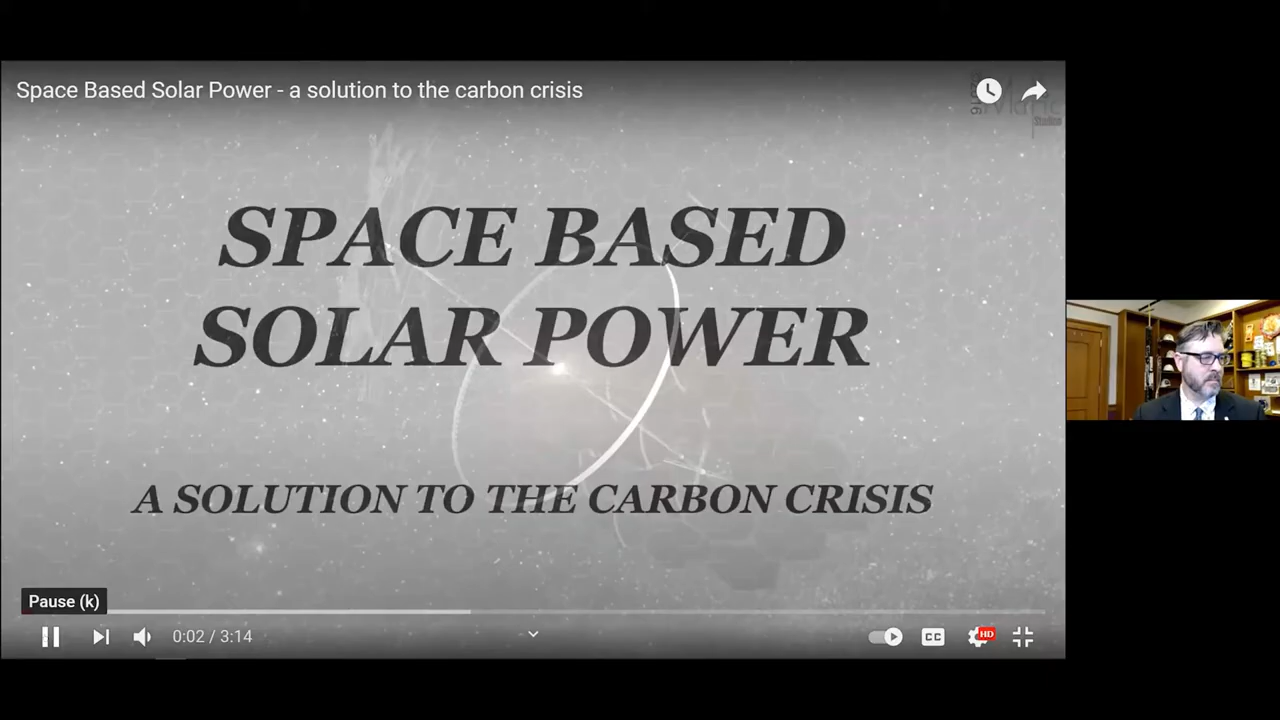 Space Based Solar Power - a solution to the carbon crisis
SPACE BASED
SOLAR POWER
A SOLUTION TO THE CARBON CRISIS
Pause (k)
0:02 / 3:14
CC
HD